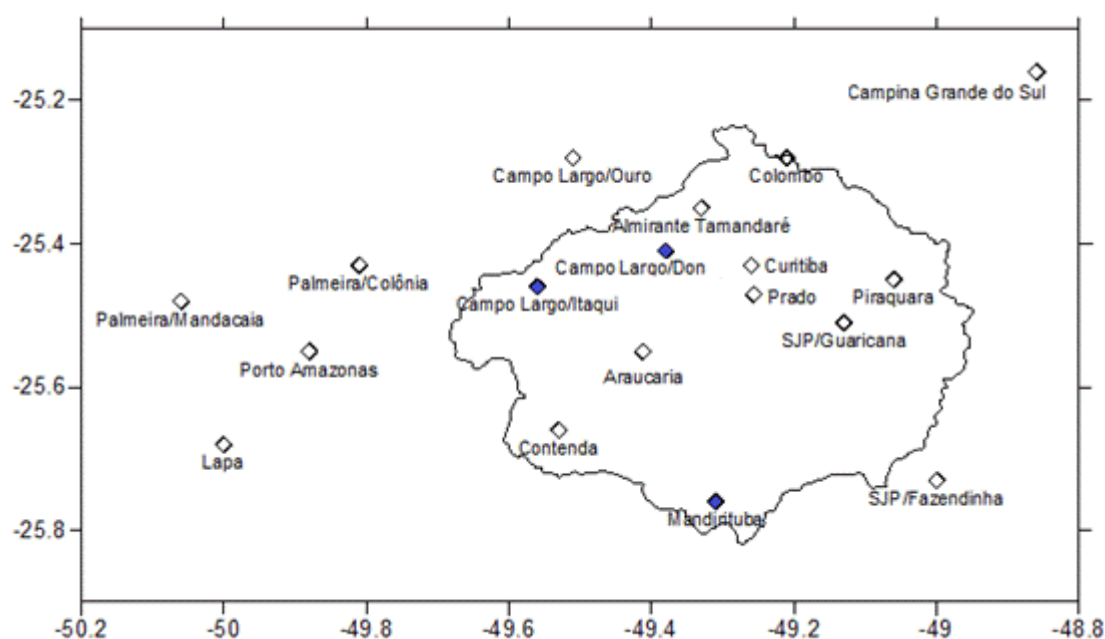 -25.2
Campina Grande do Sul
Campo Largo/Ouro
Colombo
Almirante Tamandaré
-25.4
Campo Largo/Don
Curitiba
Palmeira/Colônia
Campo Largo/Itaqui
Prado
Piraquara
Palmeira/Mandacaia
SJP/Guaricana
Porto Amazonas
Araucaria
-25.6
Contenda
Lapa
SJP/Fazendinha
Mandirituba
-25.8
-50.2 -50 -49.8 -49.6 -49.4 -49.2 -49 -48.8